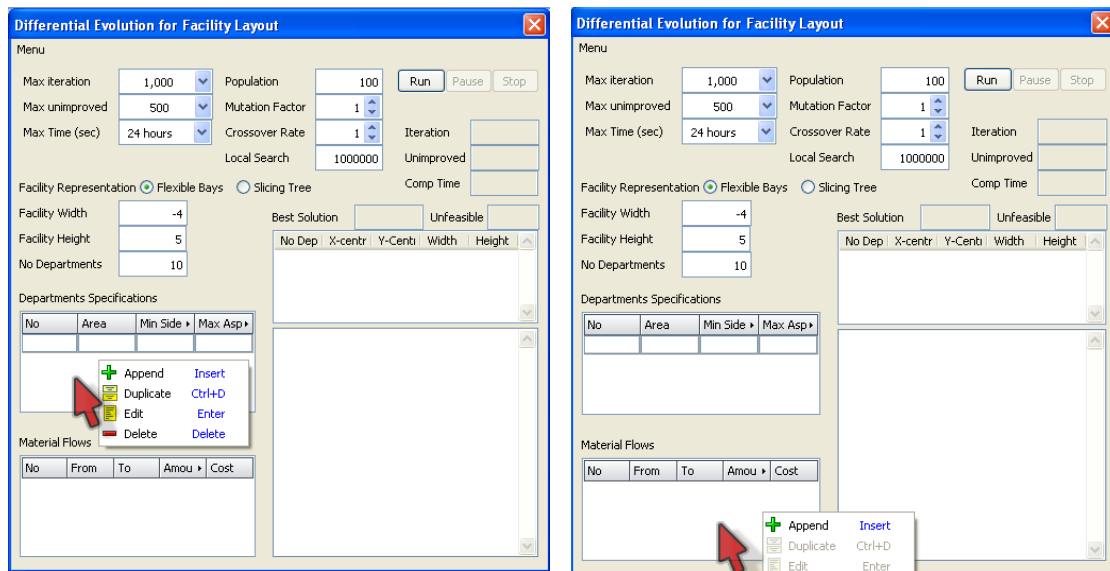 Differential Evolution for Facility Layout
Menu
Max iteration 1,000 Population 100 Run Pause Stop
Max unimproved 500 Mutation Factor 1
Max Time (sec) 24 hours Crossover Rate 1 Iteration
Local Search 1000000 Unimproved
Facility Representation Flexible Bays Slicing Tree Comp Time
Facility Width -4 Best Solution Unfeasible
Facility Height 5 No Dep X-centr Y-Centi Width Height
No Departments 10
Departments Specifications
No Area Min Side Max Asp
Append Insert
Duplicate Ctrl+D
Edit Enter
Delete Delete
Material Flows
No From To Amou Cost
Differential Evolution for Facility Layout
Menu
Max iteration 1,000 Population 100 Run Pause Stop
Max unimproved 500 Mutation Factor 1
Max Time (sec) 24 hours Crossover Rate 1 Iteration
Local Search 1000000 Unimproved
Facility Representation Flexible Bays Slicing Tree Comp Time
Facility Width -4 Best Solution Unfeasible
Facility Height 5 No Dep X-centr Y-Centi Width Height
No Departments 10
Departments Specifications
No Area Min Side Max Asp
Material Flows
No From To Amou Cost
Append Insert
Duplicate Ctrl+D
Edit Enter